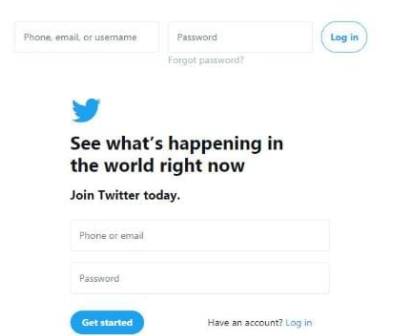 Phone, email, or username Password Log in
Forgot password?
See what's happening in
the world right now
Join Twitter today.
Phone or email
Password
Get started Have an account? Log in